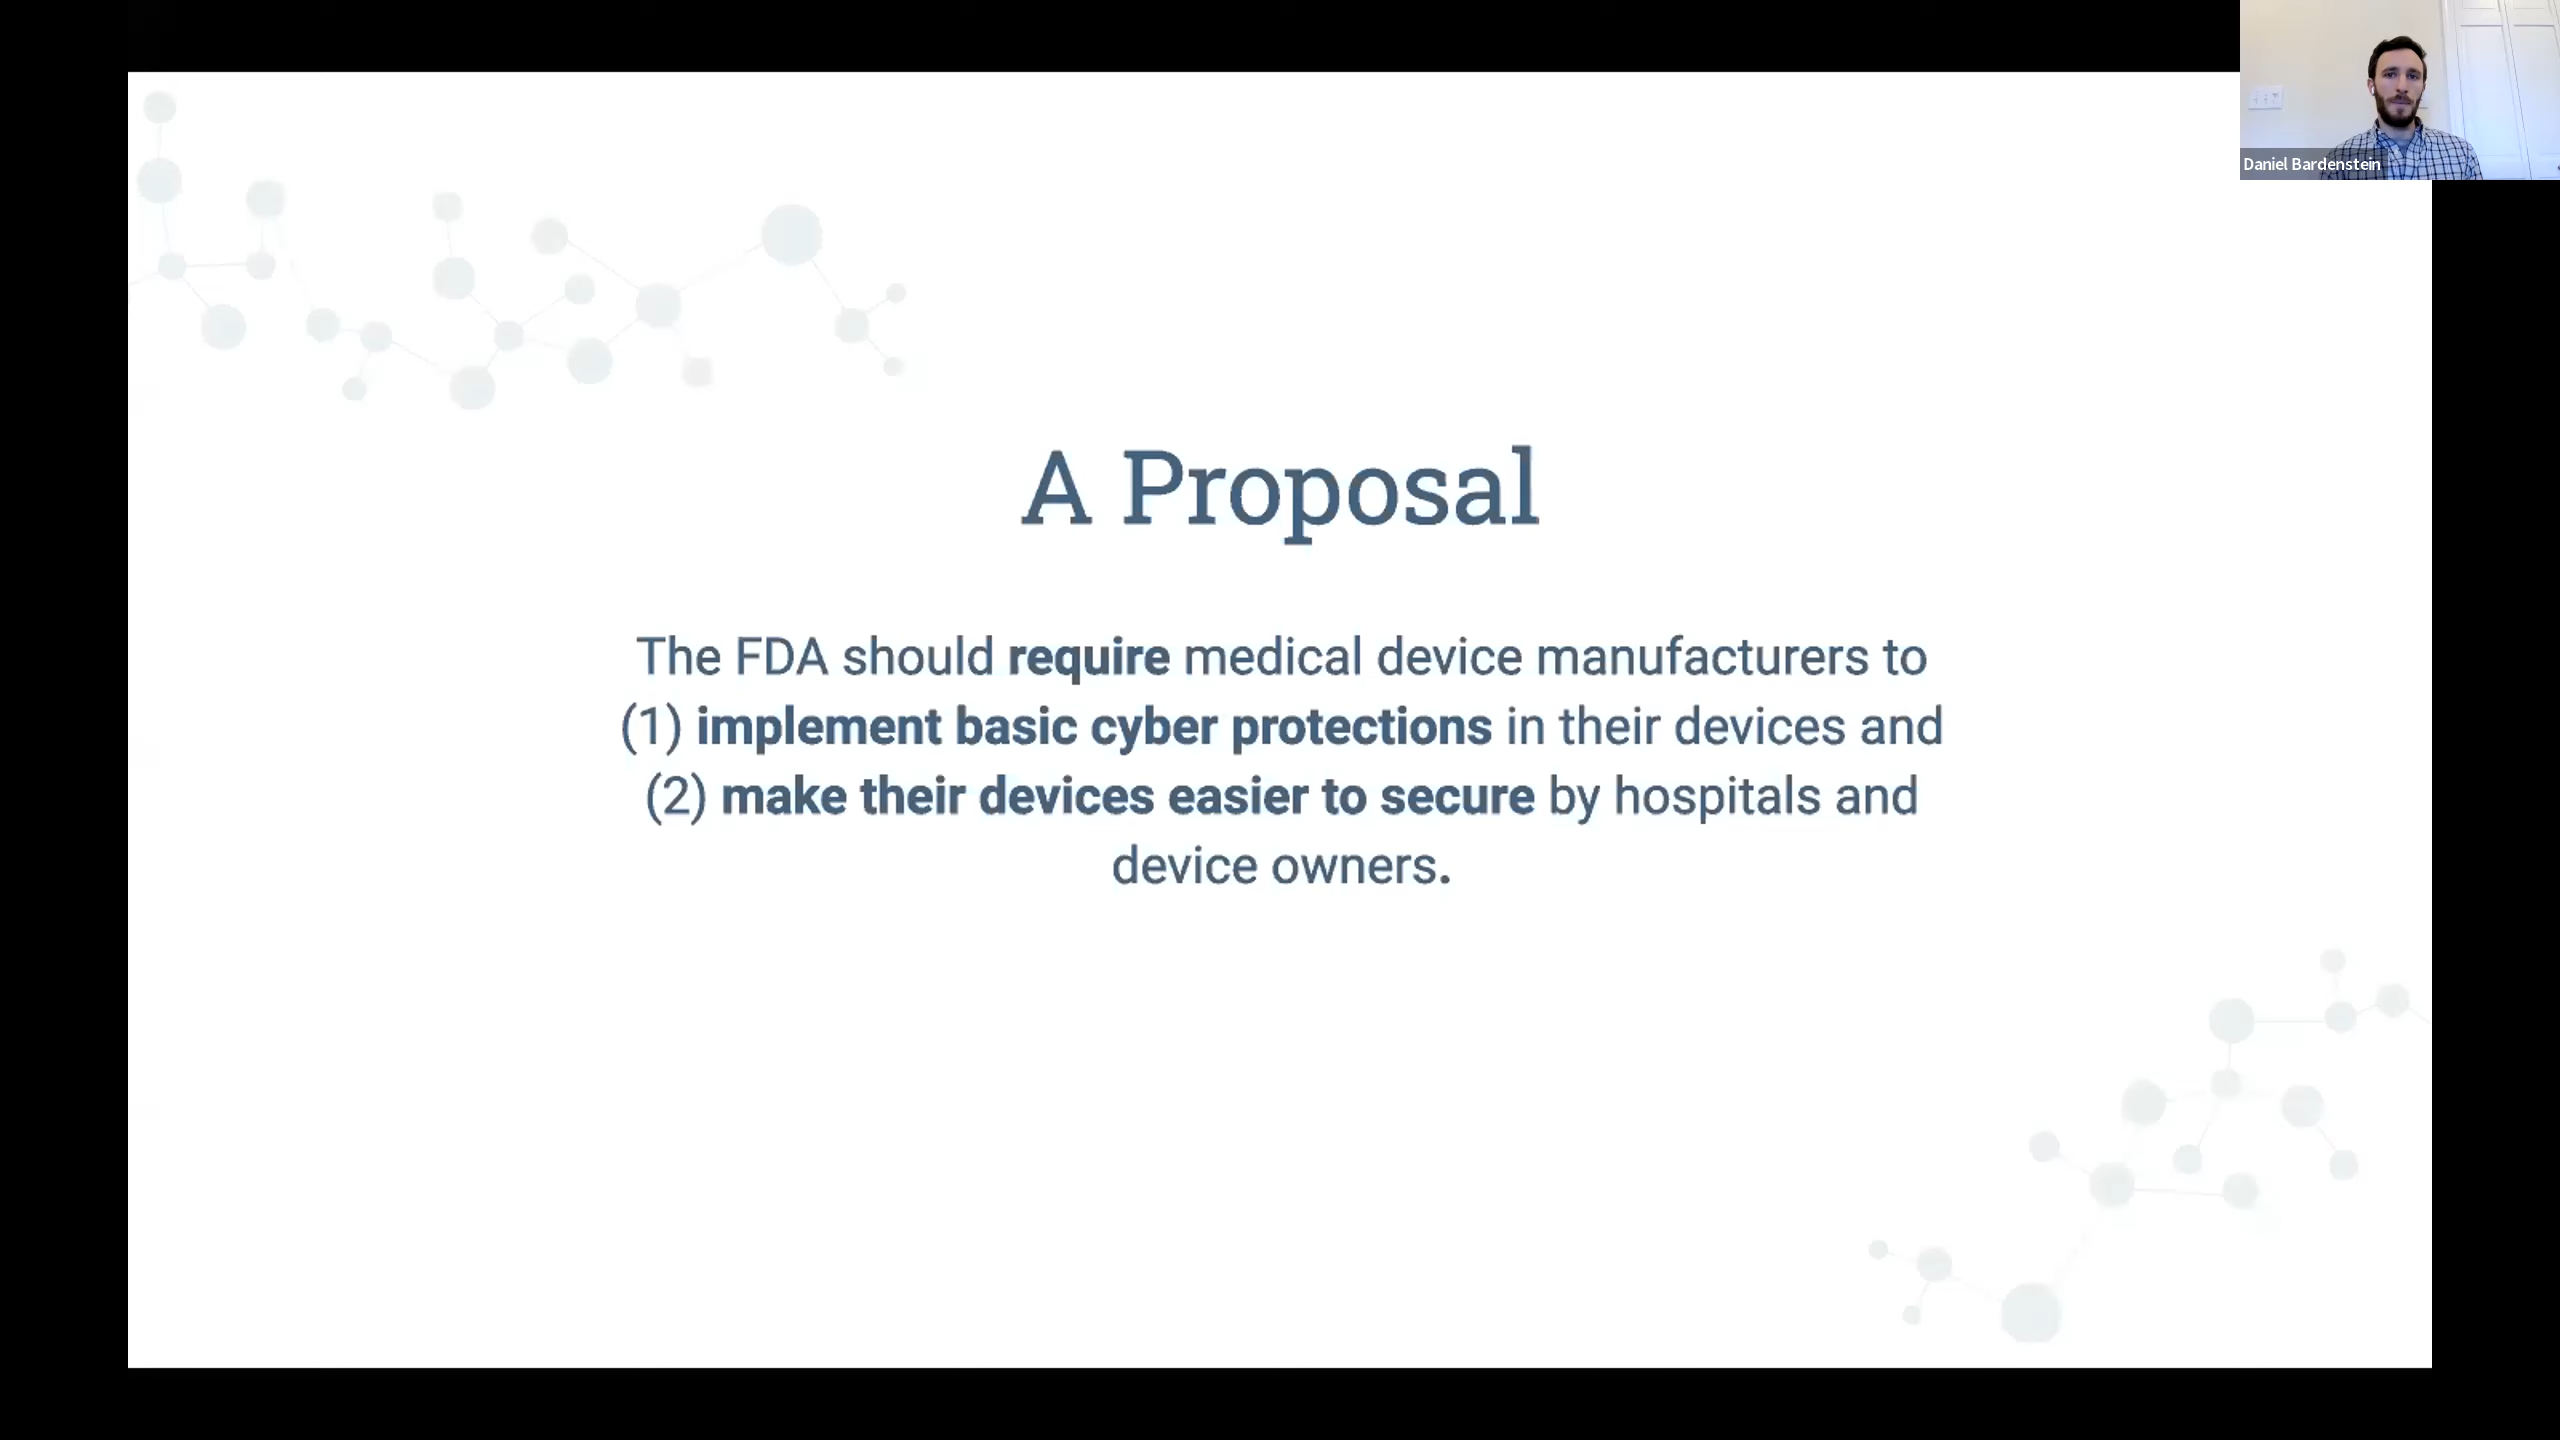 Daniel Bardenstein
A Proposal
The FDA should require medical device manufacturers to
(1) implement basic cyber protections in their devices and
(2) make their devices easier to secure by hospitals and
device owners.